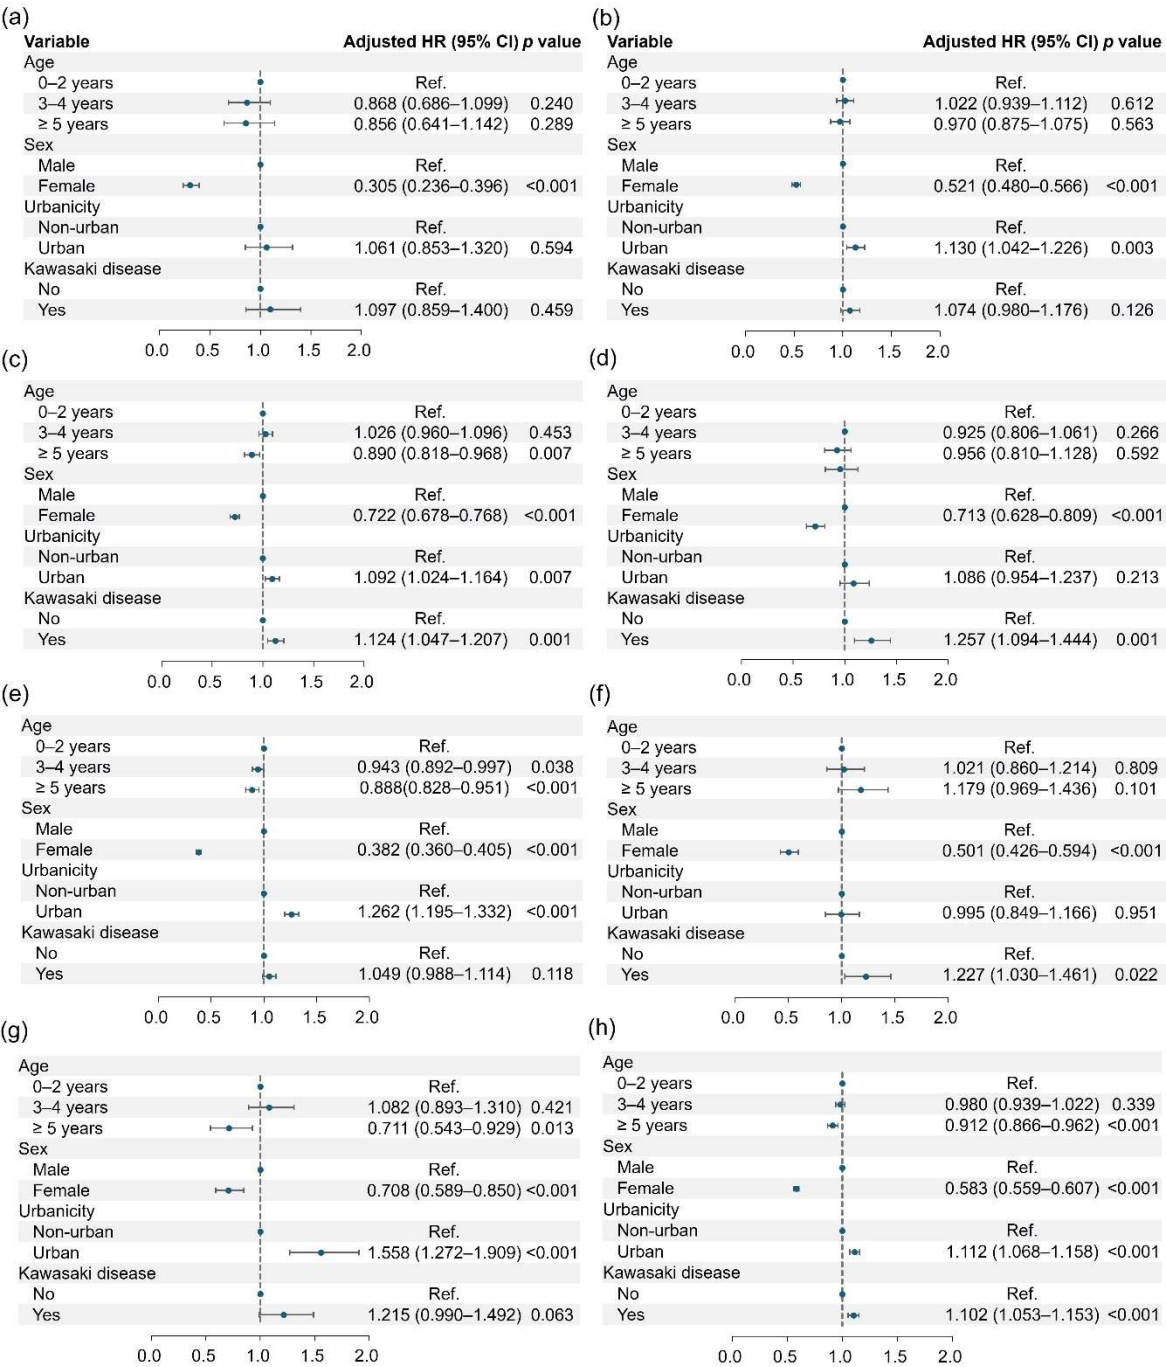 (a)
Variable Adjusted HR (95% CI) p value
Age
0–2 years Ref.
3–4 years 0.868 (0.686–1.099) 0.240
≥ 5 years 0.856 (0.641–1.142) 0.289
Sex
Male Ref.
Female 0.305 (0.236–0.396) <0.001
Urbanicity
Non-urban Ref.
Urban 1.061 (0.853–1.320) 0.594
Kawasaki disease
No Ref.
Yes 1.097 (0.859–1.400) 0.459
0.0 0.5 1.0 1.5 2.0
(b)
Variable Adjusted HR (95% CI) p value
Age
0–2 years Ref.
3–4 years 1.022 (0.939–1.112) 0.612
≥ 5 years 0.970 (0.875–1.075) 0.563
Sex
Male Ref.
Female 0.521 (0.480–0.566) <0.001
Urbanicity
Non-urban Ref.
Urban 1.130 (1.042–1.226) 0.003
Kawasaki disease
No Ref.
Yes 1.074 (0.980–1.176) 0.126
0.0 0.5 1.0 1.5 2.0
(c)
Age
0–2 years Ref.
3–4 years 1.026 (0.960–1.096) 0.453
≥ 5 years 0.890 (0.818–0.968) 0.007
Sex
Male Ref.
Female 0.722 (0.678–0.768) <0.001
Urbanicity
Non-urban Ref.
Urban 1.092 (1.024–1.164) 0.007
Kawasaki disease
No Ref.
Yes 1.124 (1.047–1.207) 0.001
0.0 0.5 1.0 1.5 2.0
(d)
Age
0–2 years Ref.
3–4 years 0.925 (0.806–1.061) 0.266
≥ 5 years 0.956 (0.810–1.128) 0.592
Sex
Male Ref.
Female 0.713 (0.628–0.809) <0.001
Urbanicity
Non-urban Ref.
Urban 1.086 (0.954–1.237) 0.213
Kawasaki disease
No Ref.
Yes 1.257 (1.094–1.444) 0.001
0.0 0.5 1.0 1.5 2.0
(e)
Age
0–2 years Ref.
3–4 years 0.943 (0.892–0.997) 0.038
≥ 5 years 0.888(0.828–0.951) <0.001
Sex
Male Ref.
Female 0.382 (0.360–0.405) <0.001
Urbanicity
Non-urban Ref.
Urban 1.262 (1.195–1.332) <0.001
Kawasaki disease
No Ref.
Yes 1.049 (0.988–1.114) 0.118
0.0 0.5 1.0 1.5 2.0
(f)
Age
0–2 years Ref.
3–4 years 1.021 (0.860–1.214) 0.809
≥ 5 years 1.179 (0.969–1.436) 0.101
Sex
Male Ref.
Female 0.501 (0.426–0.594) <0.001
Urbanicity
Non-urban Ref.
Urban 0.995 (0.849–1.166) 0.951
Kawasaki disease
No Ref.
Yes 1.227 (1.030–1.461) 0.022
0.0 0.5 1.0 1.5 2.0
(g)
Age
0–2 years Ref.
3–4 years 1.082 (0.893–1.310) 0.421
≥ 5 years 0.711 (0.543–0.929) 0.013
Sex
Male Ref.
Female 0.708 (0.589–0.850) <0.001
Urbanicity
Non-urban Ref.
Urban 1.558 (1.272–1.909) <0.001
Kawasaki disease
No Ref.
Yes 1.215 (0.990–1.492) 0.063
0.0 0.5 1.0 1.5 2.0
(h)
Age
0–2 years Ref.
3–4 years 0.980 (0.939–1.022) 0.339
≥ 5 years 0.912 (0.866–0.962) <0.001
Sex
Male Ref.
Female 0.583 (0.559–0.607) <0.001
Urbanicity
Non-urban Ref.
Urban 1.112 (1.068–1.158) <0.001
Kawasaki disease
No Ref.
Yes 1.102 (1.053–1.153) <0.001
0.0 0.5 1.0 1.5 2.0